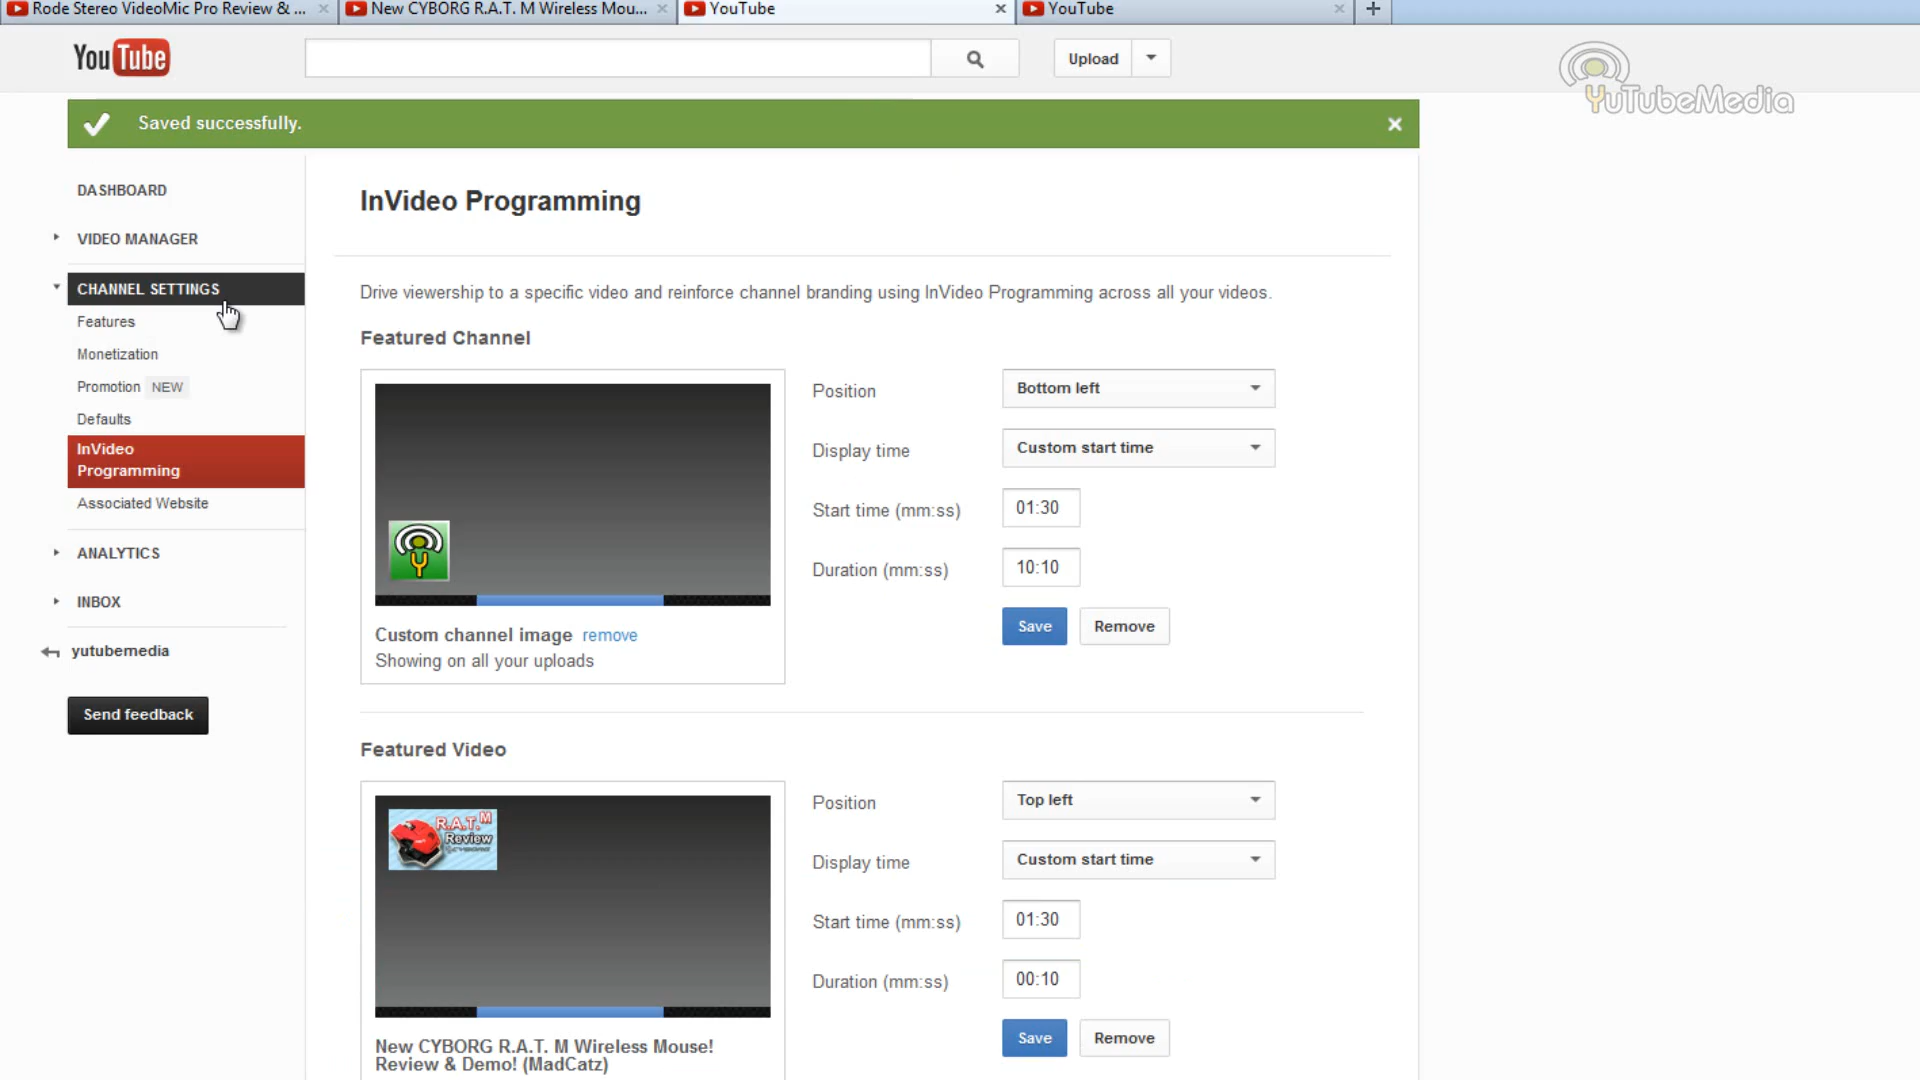 Rode Stereo VideoMic Pro Review & ...
New CYBORG R.A.T. M Wireless Mou...
YouTube
YouTube
YouTube
Upload
YuTubeMedia
Saved successfully.
DASHBOARD
VIDEO MANAGER
CHANNEL SETTINGS
Features
Monetization
Promotion NEW
Defaults
InVideo
Programming
Associated Website
ANALYTICS
INBOX
yutubemedia
Send feedback
InVideo Programming
Drive viewership to a specific video and reinforce channel branding using InVideo Programming across all your videos.
Featured Channel
Y
Custom channel image remove
Showing on all your uploads
Position Bottom left
Display time Custom start time
Start time (mm:ss) 01:30
Duration (mm:ss) 10:10
Save Remove
Featured Video
R.A.T. M
Review
New CYBORG R.A.T. M Wireless Mouse!
Review & Demo! (MadCatz)
Position Top left
Display time Custom start time
Start time (mm:ss) 01:30
Duration (mm:ss) 00:10
Save Remove